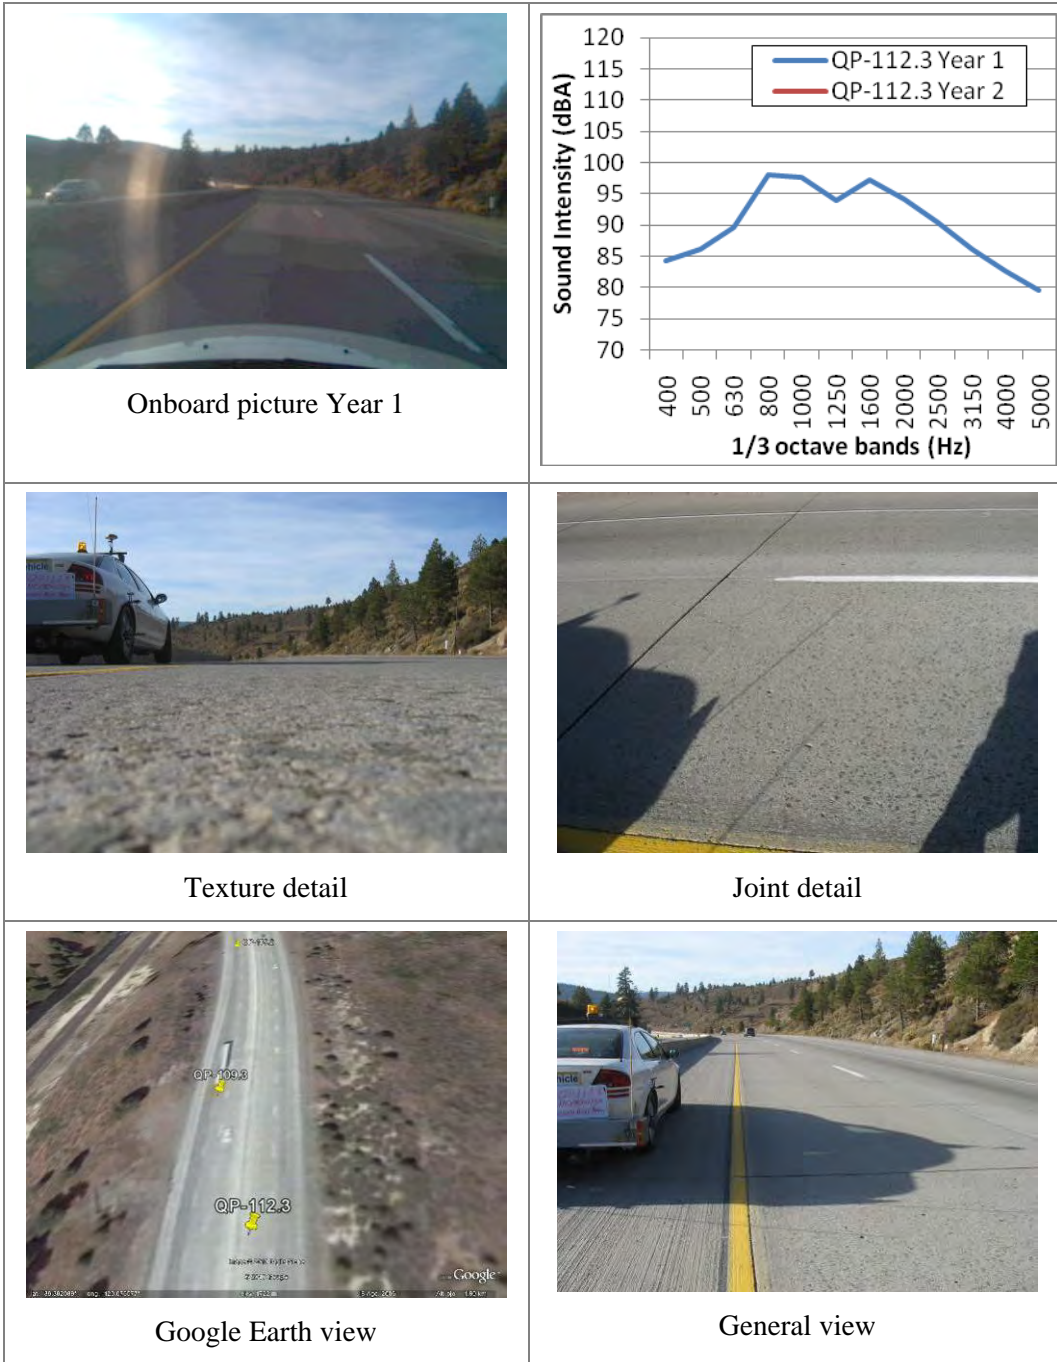 120
115
110
105
100
95
90
85
80
75
70
Sound Intensity (dBA)
QP-112.3 Year 1
QP-112.3 Year 2
400
500
630
800
1000
1250
1600
2000
2500
3150
4000
5000
1/3 octave bands (Hz)
Onboard picture Year 1
hicle
Texture detail
Joint detail
QP-109.3
QP-112.3
Google
Google Earth view
hicle
General view